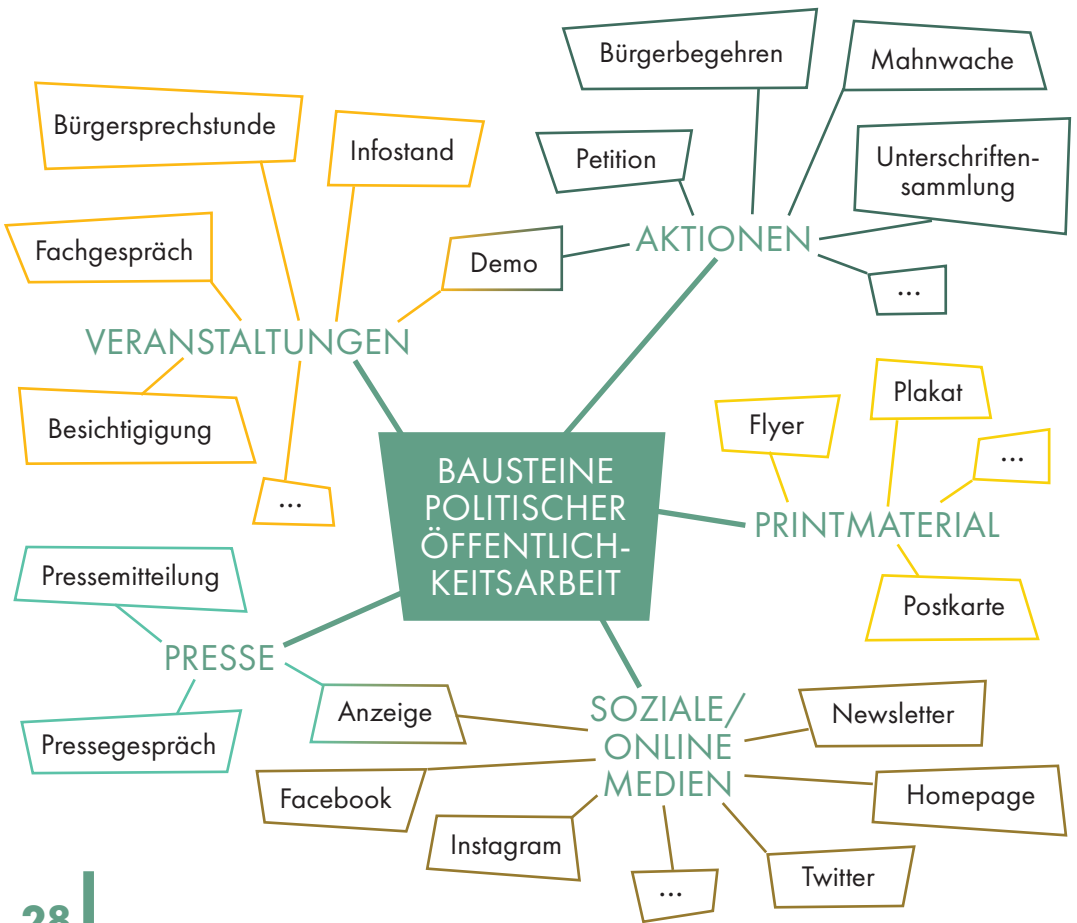 Bürgerbegehren
Mahnwache
Bürgersprechstunde
Infostand
Petition
Unterschriften-
sammlung
Fachgespräch
Demo
AKTIONEN
...
VERANSTALTUNGEN
Besichtigigung
...
Flyer
Plakat
...
BAUSTEINE
POLITISCHER
ÖFFENTLICH-
KEITSARBEIT
PRINTMATERIAL
Postkarte
Pressemitteilung
PRESSE
Pressegespräch
Anzeige
SOZIALE/
ONLINE
MEDIEN
Newsletter
Facebook
Homepage
Instagram
...
Twitter
28